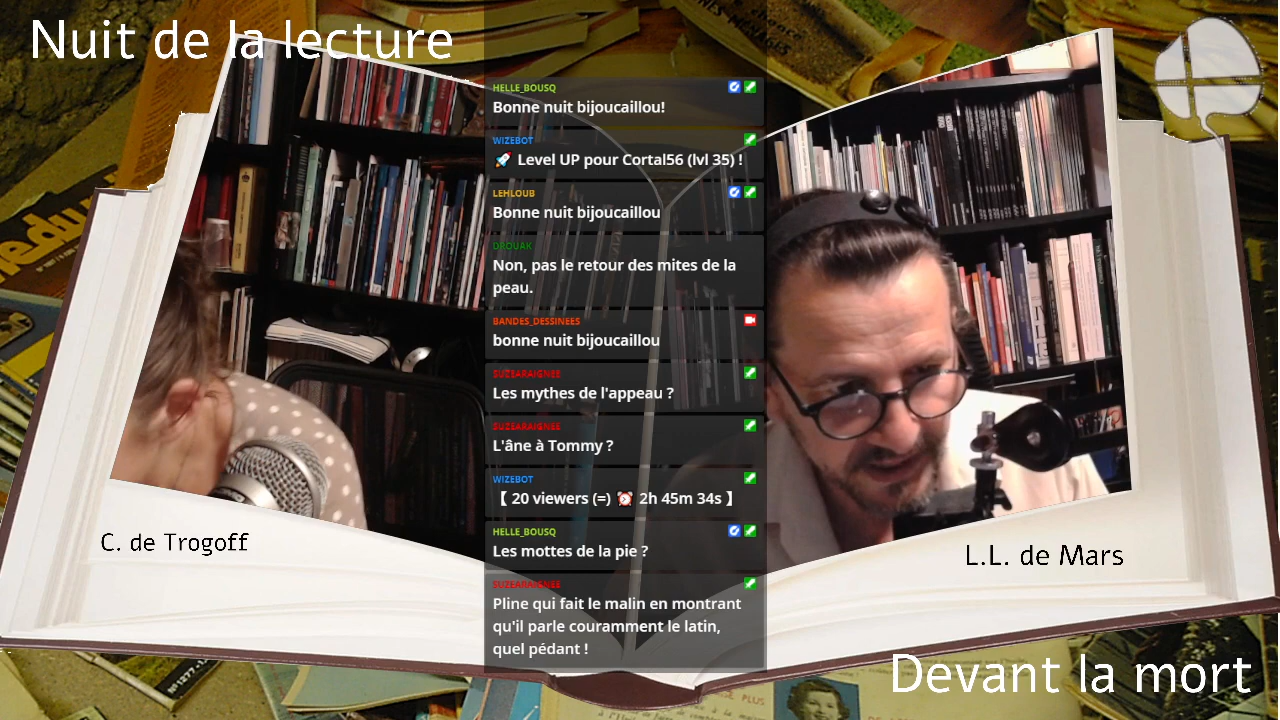 Nuit de la lecture
HELLE_BOUSQ
Bonne nuit bijoucaillou!
WIZEBOT
🚀 Level UP pour Cortal56 (lvl 35) !
LEHLOUB
Bonne nuit bijoucaillou
DROUAK
Non, pas le retour des mites de la
peau.
BANDES_DESSINEES
bonne nuit bijoucaillou
SUZEARAIGNEE
Les mythes de l'appeau ?
SUZEARAIGNEE
L'âne à Tommy ?
WIZEBOT
【 20 viewers (=) ⏰ 2h 45m 34s 】
HELLE_BOUSQ
Les mottes de la pie ?
SUZEARAIGNEE
Pline qui fait le malin en montrant
qu'il parle couramment le latin,
quel pédant !
C. de Trogoff
L.L. de Mars
Devant la mort